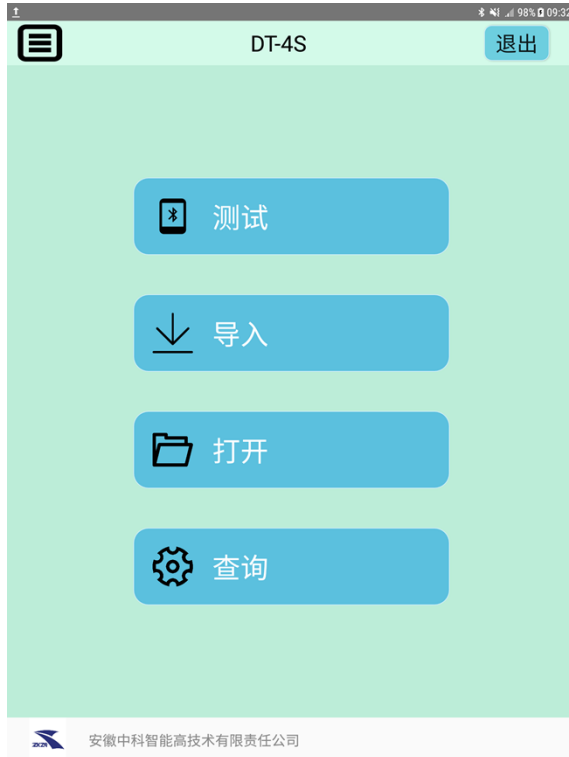 98% 09:32
DT-4S
退出
测试
导入
打开
查询
ZKZN
安徽中科智能高技术有限责任公司